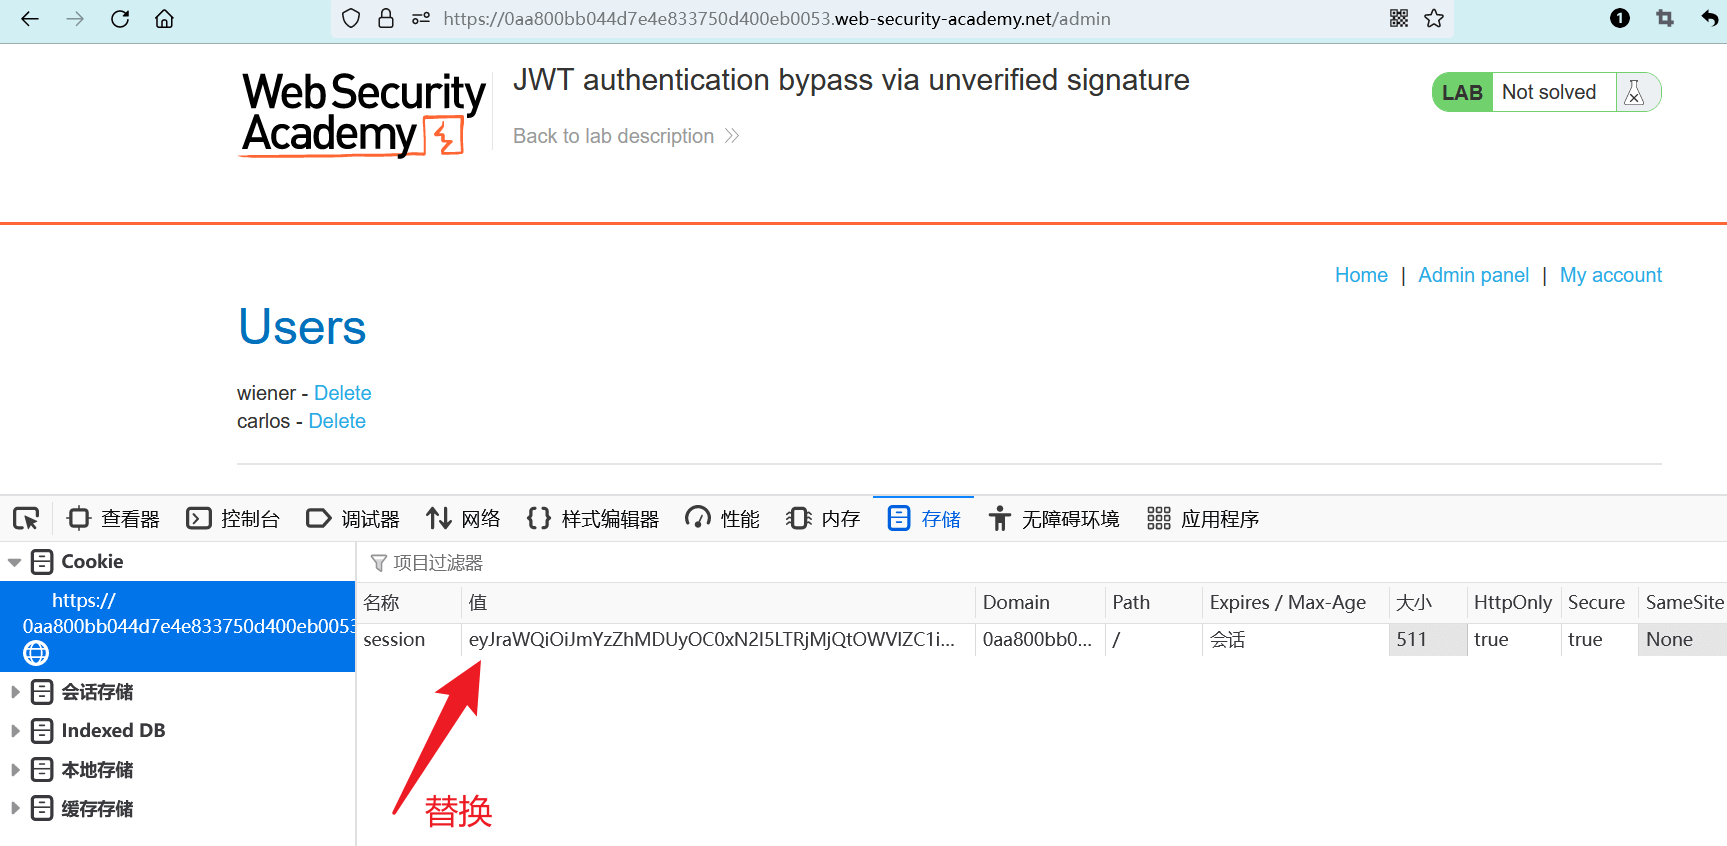 https://0aa800bb044d7e4e833750d400eb0053.web-security-academy.net/admin
1
Web Security
Academy
JWT authentication bypass via unverified signature
Back to lab description
LAB Not solved
Home | Admin panel | My account
Users
wiener - Delete
carlos - Delete
查看器 控制台 调试器 网络 样式编辑器 性能 内存 存储 无障碍环境 应用程序
Cookie
https://
0aa800bb044d7e4e833750d400eb0053
会话存储
Indexed DB
本地存储
缓存存储
项目过滤器
名称 值 Domain Path Expires / Max-Age 大小 HttpOnly Secure SameSite
session eyJraWQiOiJmYzZhMDUyOC0xN2I5LTRjMjQtOWVlZC1i... 0aa800bb0... / 会话 511 true true None
替换